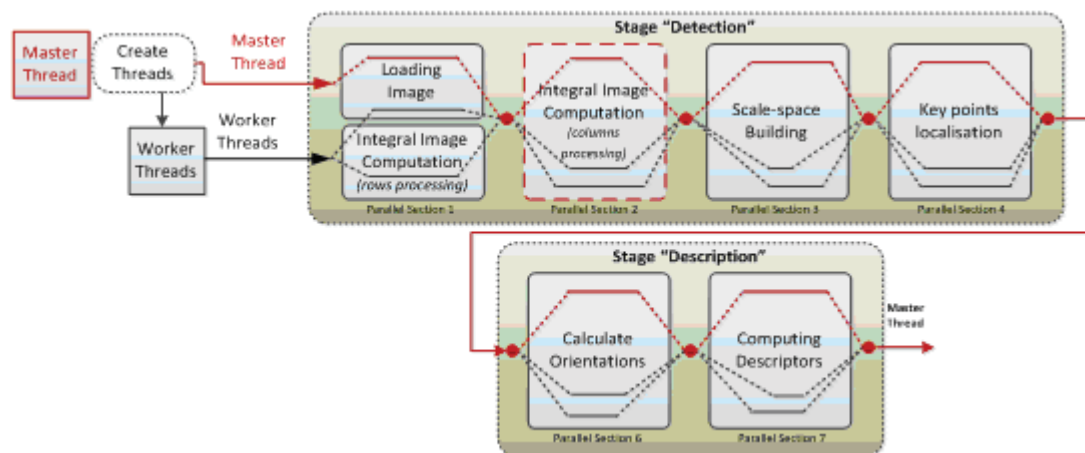 Stage "Detection"
Master
Thread
Create
Threads
Master
Thread
Worker
Threads
Worker
Threads
Loading
Image
Integral Image
Computation
(rows processing)
Parallel Section 1
Integral Image
Computation
(columns
processing)
Parallel Section 2
Scale-space
Building
Parallel Section 3
Key points
localisation
Parallel Section 4
Stage "Description"
Calculate
Orientations
Parallel Section 6
Computing
Descriptors
Parallel Section 7
Master
Thread